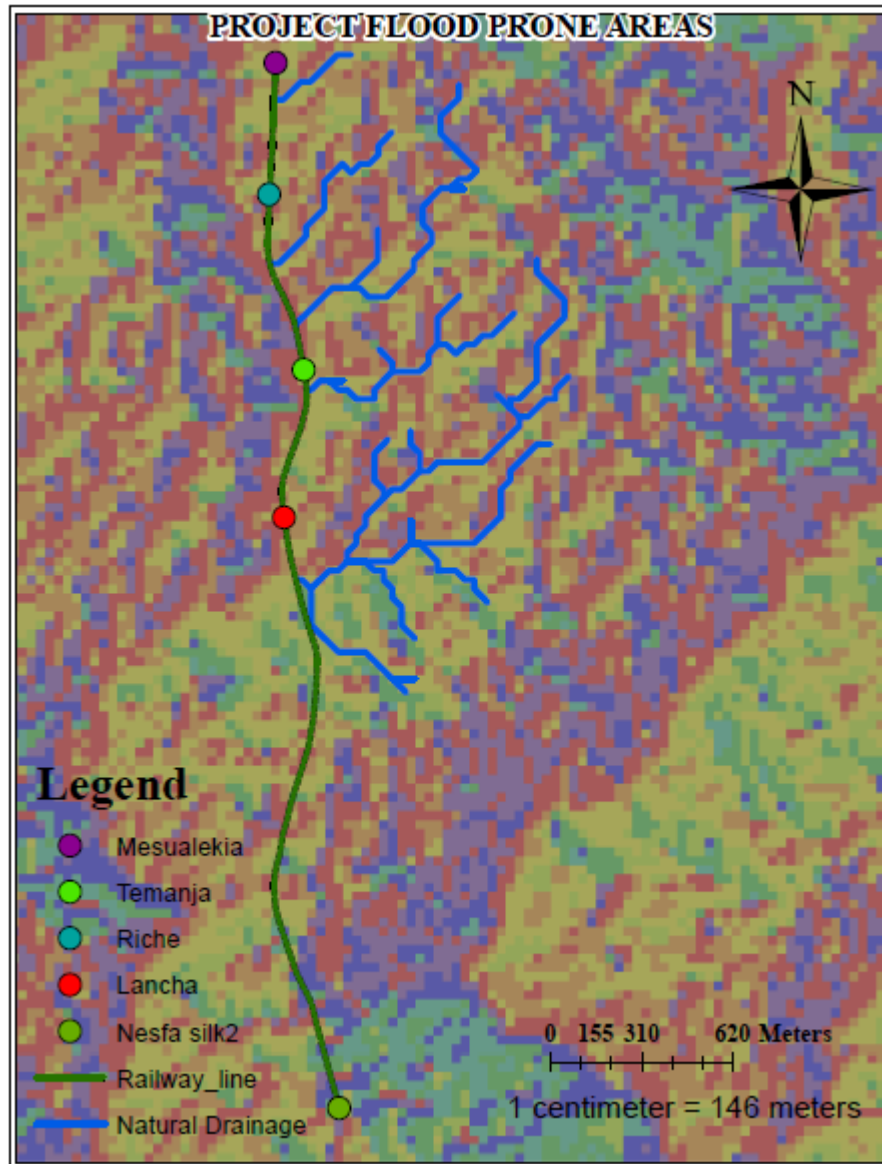 PROJECT FLOOD PRONE AREAS
N
Legend
Mesualekia
Temanja
Riche
Lancha
Nesfa silk2
Railway_line
Natural Drainage
0 155 310 620 Meters
1 centimeter = 146 meters